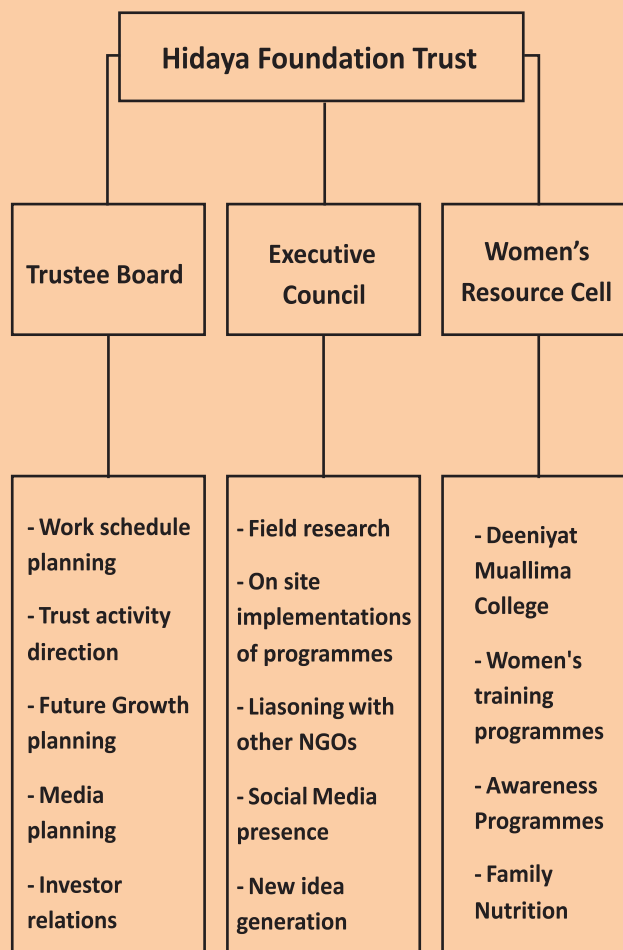 Hidaya Foundation Trust
Trustee Board
Executive
Council
Women’s
Resource Cell
- Work schedule
planning
- Trust activity
direction
- Future Growth
planning
- Media
planning
- Investor
relations
- Field research
- On site
implementations
of programmes
- Liasoning with
other NGOs
- Social Media
presence
- New idea
generation
- Deeniyat
Muallima
College
- Women's
training
programmes
- Awareness
Programmes
- Family
Nutrition